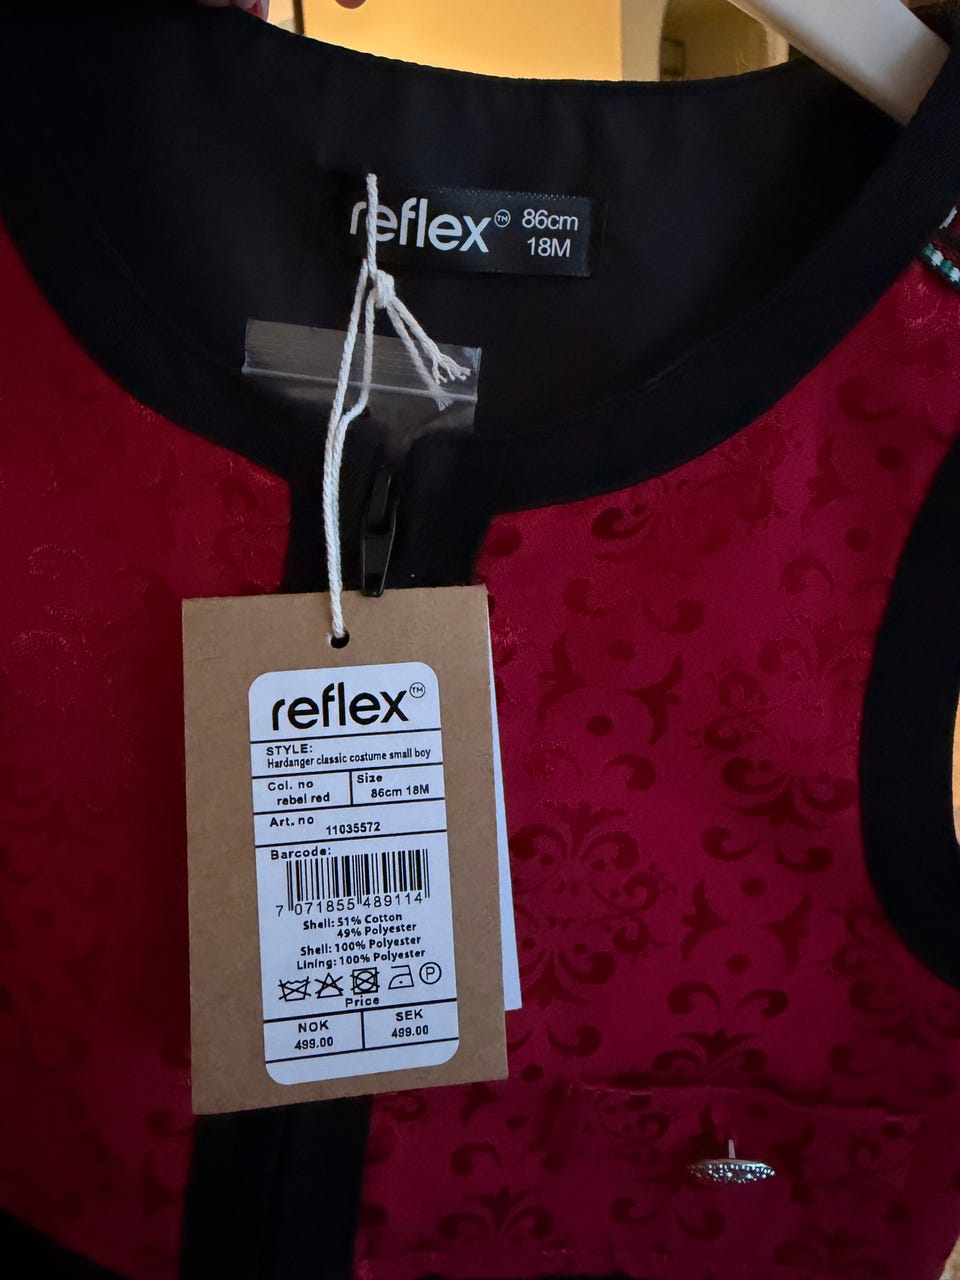 reflex™ 86cm
18M
reflex™
STYLE:
Hardanger classic costume small boy
Col. no Size
rebel red 86cm 18M
Art. no
11035572
Barcode:
7 071855 489114
Shell: 51% Cotton
49% Polyester
Shell: 100% Polyester
Lining: 100% Polyester
P
Price
NOK SEK
499.00 499.00